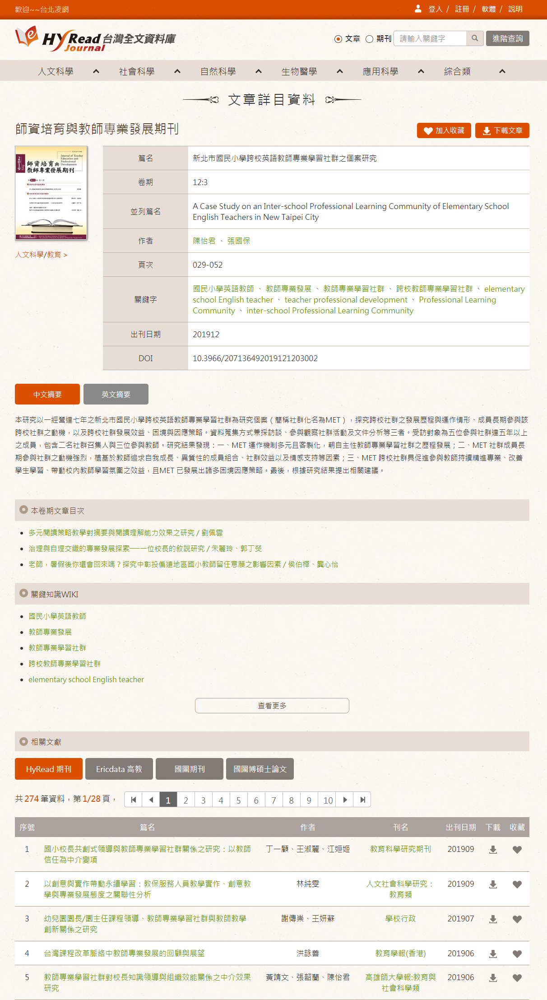 歡迎~~台北凌網
登入 / 註冊 / 軟體 / 說明
HyRead 台灣全文資料庫
Journal
文章 期刊 請輸入關鍵字 進階查詢
人文科學 社會科學 自然科學 生物醫學 應用科學 綜合類
文章詳目資料
師資培育與教師專業發展期刊
加入收藏 下載文章
2019
DEC
Journal of Teacher
Education and
Professional
Development
師資培育與
教師專業發展期刊
人文科學/教育 >
篇名 新北市國民小學跨校英語教師專業學習社群之個案研究
卷期 12:3
並列篇名 A Case Study on an Inter-school Professional Learning Community of Elementary School
English Teachers in New Taipei City
作者 陳怡君 、 張國保
頁次 029-052
關鍵字 國民小學英語教師 、 教師專業發展 、 教師專業學習社群 、 跨校教師專業學習社群 、 elementary
school English teacher 、 teacher professional development 、 Professional Learning
Community 、 inter-school Professional Learning Community
出刊日期 201912
DOI 10.3966/207136492019121203002
中文摘要 英文摘要
本研究以一經營達七年之新北市國民小學跨校英語教師專業學習社群為研究個案（簡稱社群化名為MET），探究跨校社群之發展歷程與運作情形、成員長期參與該
跨校社群之動機，以及跨校社群發展效益、困境與因應策略。資料蒐集方式兼採訪談、參與觀察社群活動及文件分析等三者。受訪對象為五位參與社群達五年以上
之成員，包含二名社群召集人與三位參與教師。研究結果發現：一、MET 運作機制多元且客製化，朝自主性教師專業學習社群之歷程發展；二、MET 社群成員長
期參與社群之動機強烈，植基於教師追求自我成長、異質性的成員組合、社群效益以及情感支持等因素；三、MET 跨校社群具促進參與教師持續精進專業、改善
學生學習、帶動校內教師學習氛圍之效益，且MET 已發展出諸多困境因應策略。最後，根據研究結果提出相關建議。
本卷期文章目次
多元閱讀策略教學對摘要與閱讀理解能力效果之研究 / 劉佩雲
治理與自理交織的專業發展探索──一位校長的敘說研究 / 朱麗玲、郭丁熒
老師，暑假後你還會回來嗎？探究中彰投偏遠地區國小教師留任意願之影響因素 / 侯伯樺、龔心怡
關鍵知識WIKI
國民小學英語教師
教師專業發展
教師專業學習社群
跨校教師專業學習社群
elementary school English teacher
查看更多
相關文獻
HyRead 期刊 Ericdata 高教 國圖期刊 國圖博碩士論文
共 274 筆資料，第 1/28 頁， 1 2 3 4 5 6 7 8 9 10
序號 篇名 作者 刊名 出刊日期 下載 收藏
1 國小校長共創式領導與教師專業學習社群關係之研究：以教師 丁一顧、王淑麗、江姮姬 教育科學研究期刊 201909
信任為中介變項
2 以創意與實作帶動永續學習：教保服務人員教學實作、創意教 林純雯 人文社會科學研究： 201909
學與專業發展態度之關聯性分析 教育類
3 幼兒園園長/園主任課程領導、教師專業學習社群與教師教學 謝傳崇、王妍蘇 學校行政 201907
創新關係之研究
4 台灣課程改革脈絡中教師專業發展的回顧與展望 洪詠善 教育學報(香港) 201906
5 教師專業學習社群對校長知識領導與組織效能關係之中介效果 黃靖文、張韶蘭、陳怡君 高雄師大學報:教育與 201906
研究 社會科學類